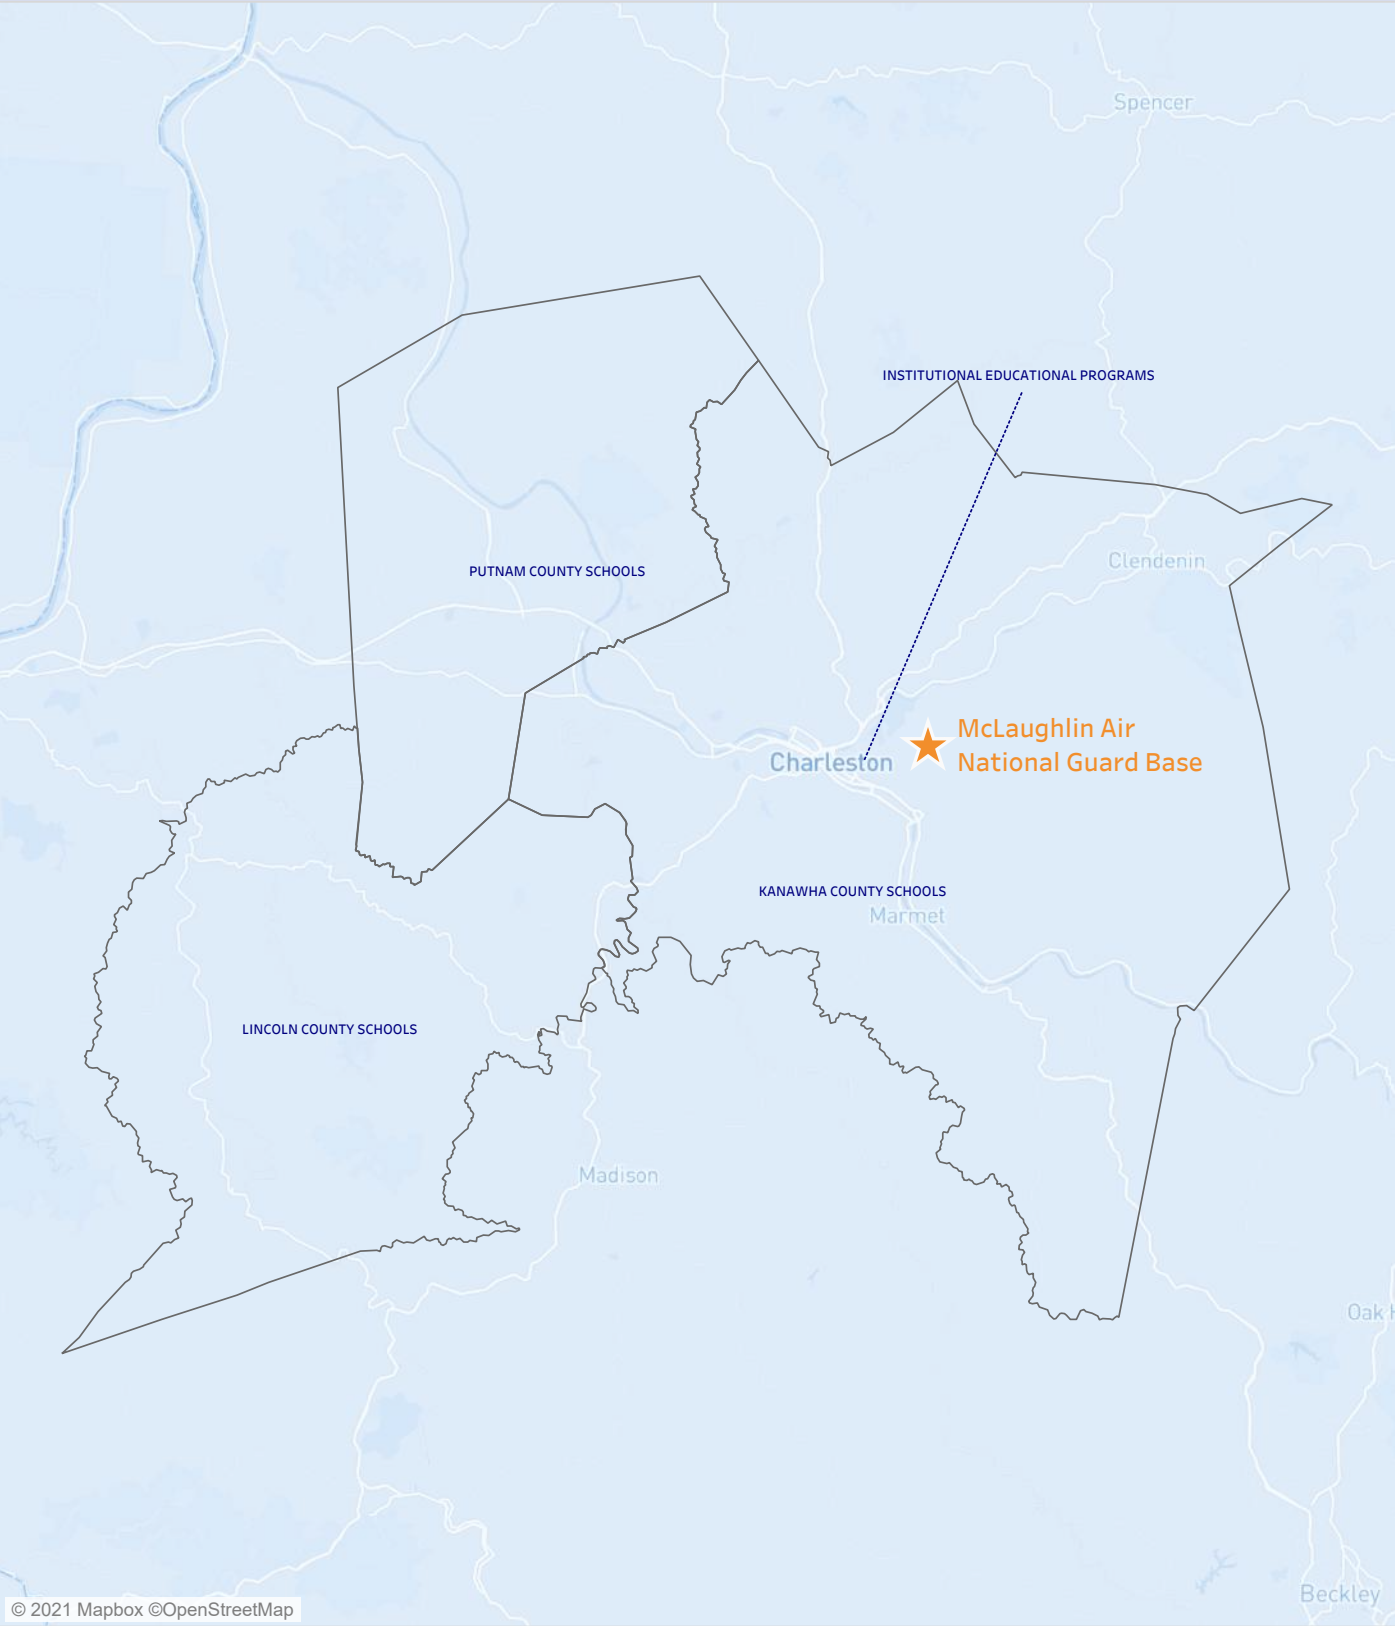 Spencer
INSTITUTIONAL EDUCATIONAL PROGRAMS
Clendenin
PUTNAM COUNTY SCHOOLS
McLaughlin Air
National Guard Base
Charleston
KANAWHA COUNTY SCHOOLS
Marmet
LINCOLN COUNTY SCHOOLS
Madison
Oak H
Beckley
© 2021 Mapbox ©OpenStreetMap